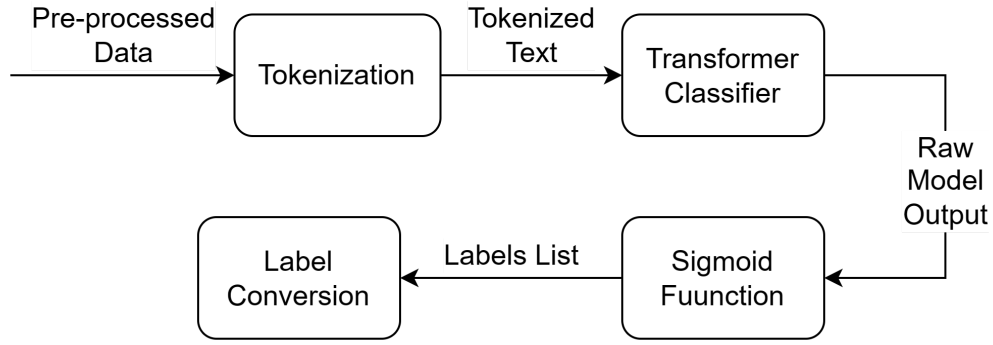 Pre-processed
Data
Tokenization
Tokenized
Text
Transformer
Classifier
Raw
Model
Output
Sigmoid
Fuunction
Labels List
Label
Conversion